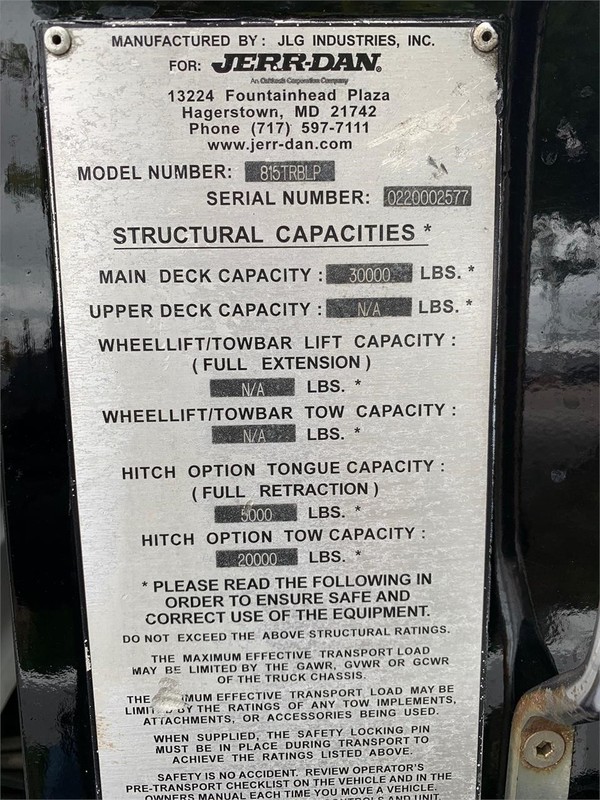 MANUFACTURED BY: JLG INDUSTRIES, INC.
FOR: JERR-DAN®
An Oshkosh Corporation Company
13224 Fountainhead Plaza
Hagerstown, MD 21742
Phone (717) 597-7111
www.jerr-dan.com
MODEL NUMBER: 815TRBLP
SERIAL NUMBER: 0220002577
STRUCTURAL CAPACITIES *
MAIN DECK CAPACITY : 30000 LBS. *
UPPER DECK CAPACITY : N/A LBS. *
WHEELLIFT/TOWBAR LIFT CAPACITY :
( FULL EXTENSION )
N/A LBS. *
WHEELLIFT/TOWBAR TOW CAPACITY :
N/A LBS. *
HITCH OPTION TONGUE CAPACITY :
( FULL RETRACTION )
5000 LBS. *
HITCH OPTION TOW CAPACITY :
20000 LBS. *
* PLEASE READ THE FOLLOWING IN
ORDER TO ENSURE SAFE AND
CORRECT USE OF THE EQUIPMENT.
DO NOT EXCEED THE ABOVE STRUCTURAL RATINGS.
THE MAXIMUM EFFECTIVE TRANSPORT LOAD
MAY BE LIMITED BY THE GAWR, GVWR OR GCWR
OF THE TRUCK CHASSIS.
THE MAXIMUM EFFECTIVE TRANSPORT LOAD MAY BE
LIMITED BY THE RATINGS OF ANY TOW IMPLEMENTS,
ATTACHMENTS, OR ACCESSORIES BEING USED.
WHEN SUPPLIED, THE SAFETY LOCKING PIN
MUST BE IN PLACE DURING TRANSPORT TO
ACHIEVE THE RATINGS LISTED ABOVE.
SAFETY IS NO ACCIDENT. REVIEW OPERATOR'S
PRE-TRANSPORT CHECKLIST ON THE VEHICLE AND IN THE
OWNERS MANUAL EACH TIME YOU MOVE A VEHICLE.
CONTROLS AND UNIT